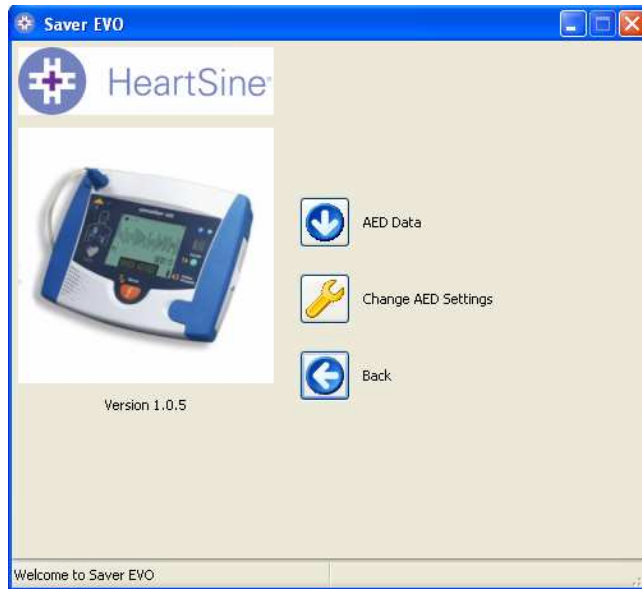 Saver EVO
HeartSine®
AED Data
Change AED Settings
Back
Version 1.0.5
Welcome to Saver EVO